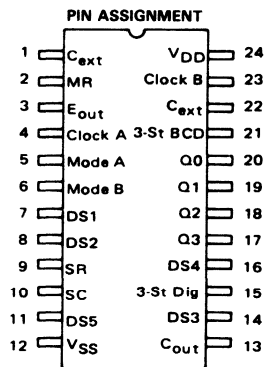 PIN ASSIGNMENT
1 Cext VDD 24
2 MR Clock B 23
3 Eout Cext 22
4 Clock A 3-St BCD 21
5 Mode A Q0 20
6 Mode B Q1 19
7 DS1 Q2 18
8 DS2 Q3 17
9 SR DS4 16
10 SC 3-St Dig 15
11 DS5 DS3 14
12 VSS Cout 13